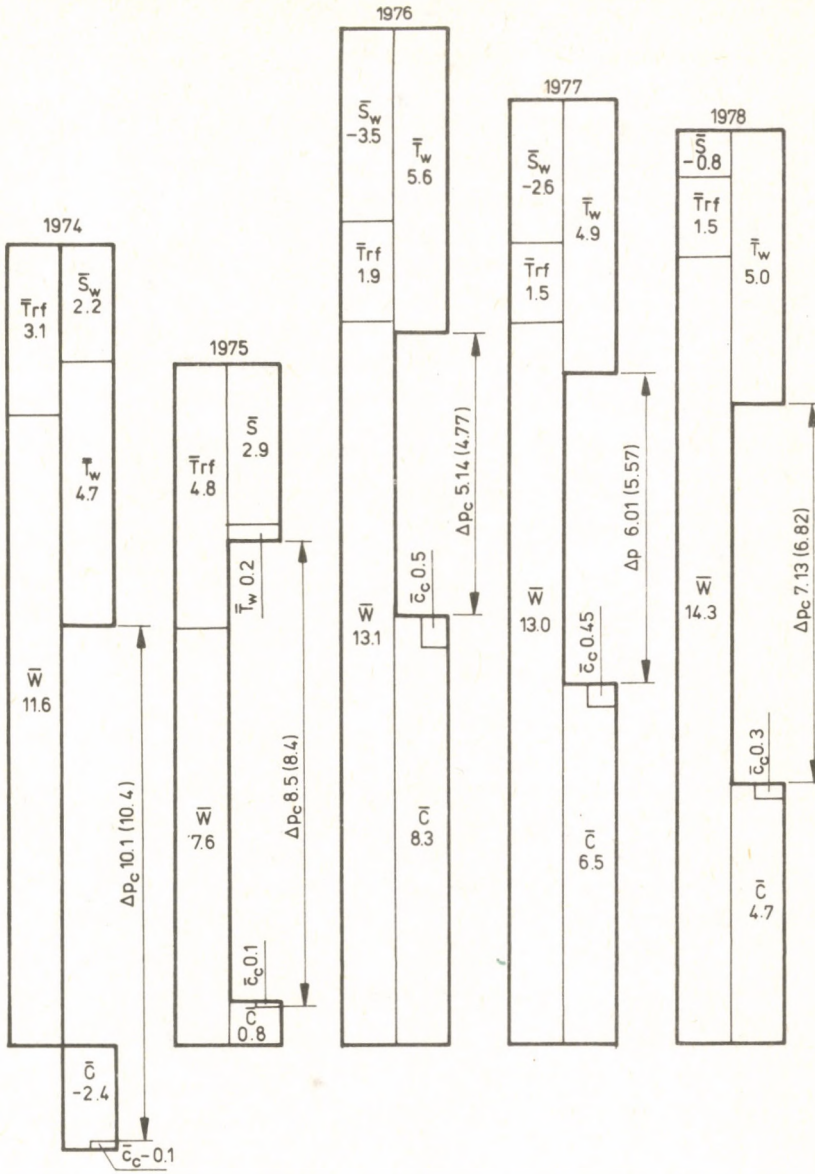 1974
T̿rf
3.1
S̿w
2.2
T̿w
4.7
W̅
11.6
Δpc 10.1 (10.4)
C̅
-2.4
c̅c -0.1
1975
T̿rf
4.8
S̿
2.9
T̿w 0.2
W̅
7.6
Δpc 8.5 (8.4)
c̅c 0.1
C̅
0.8
1976
S̿w
-3.5
T̿w
5.6
T̿rf
1.9
Δpc 5.14 (4.77)
c̅c 0.5
W̅
13.1
C̅
8.3
1977
S̿w
-2.6
T̿w
4.9
T̿rf
1.5
Δp 6.01 (5.57)
c̅c 0.45
W̅
13.0
C̅
6.5
1978
S̿
-0.8
T̿rf
1.5
T̿w
5.0
Δpc 7.13 (6.82)
c̅c 0.3
W̅
14.3
C̅
4.7